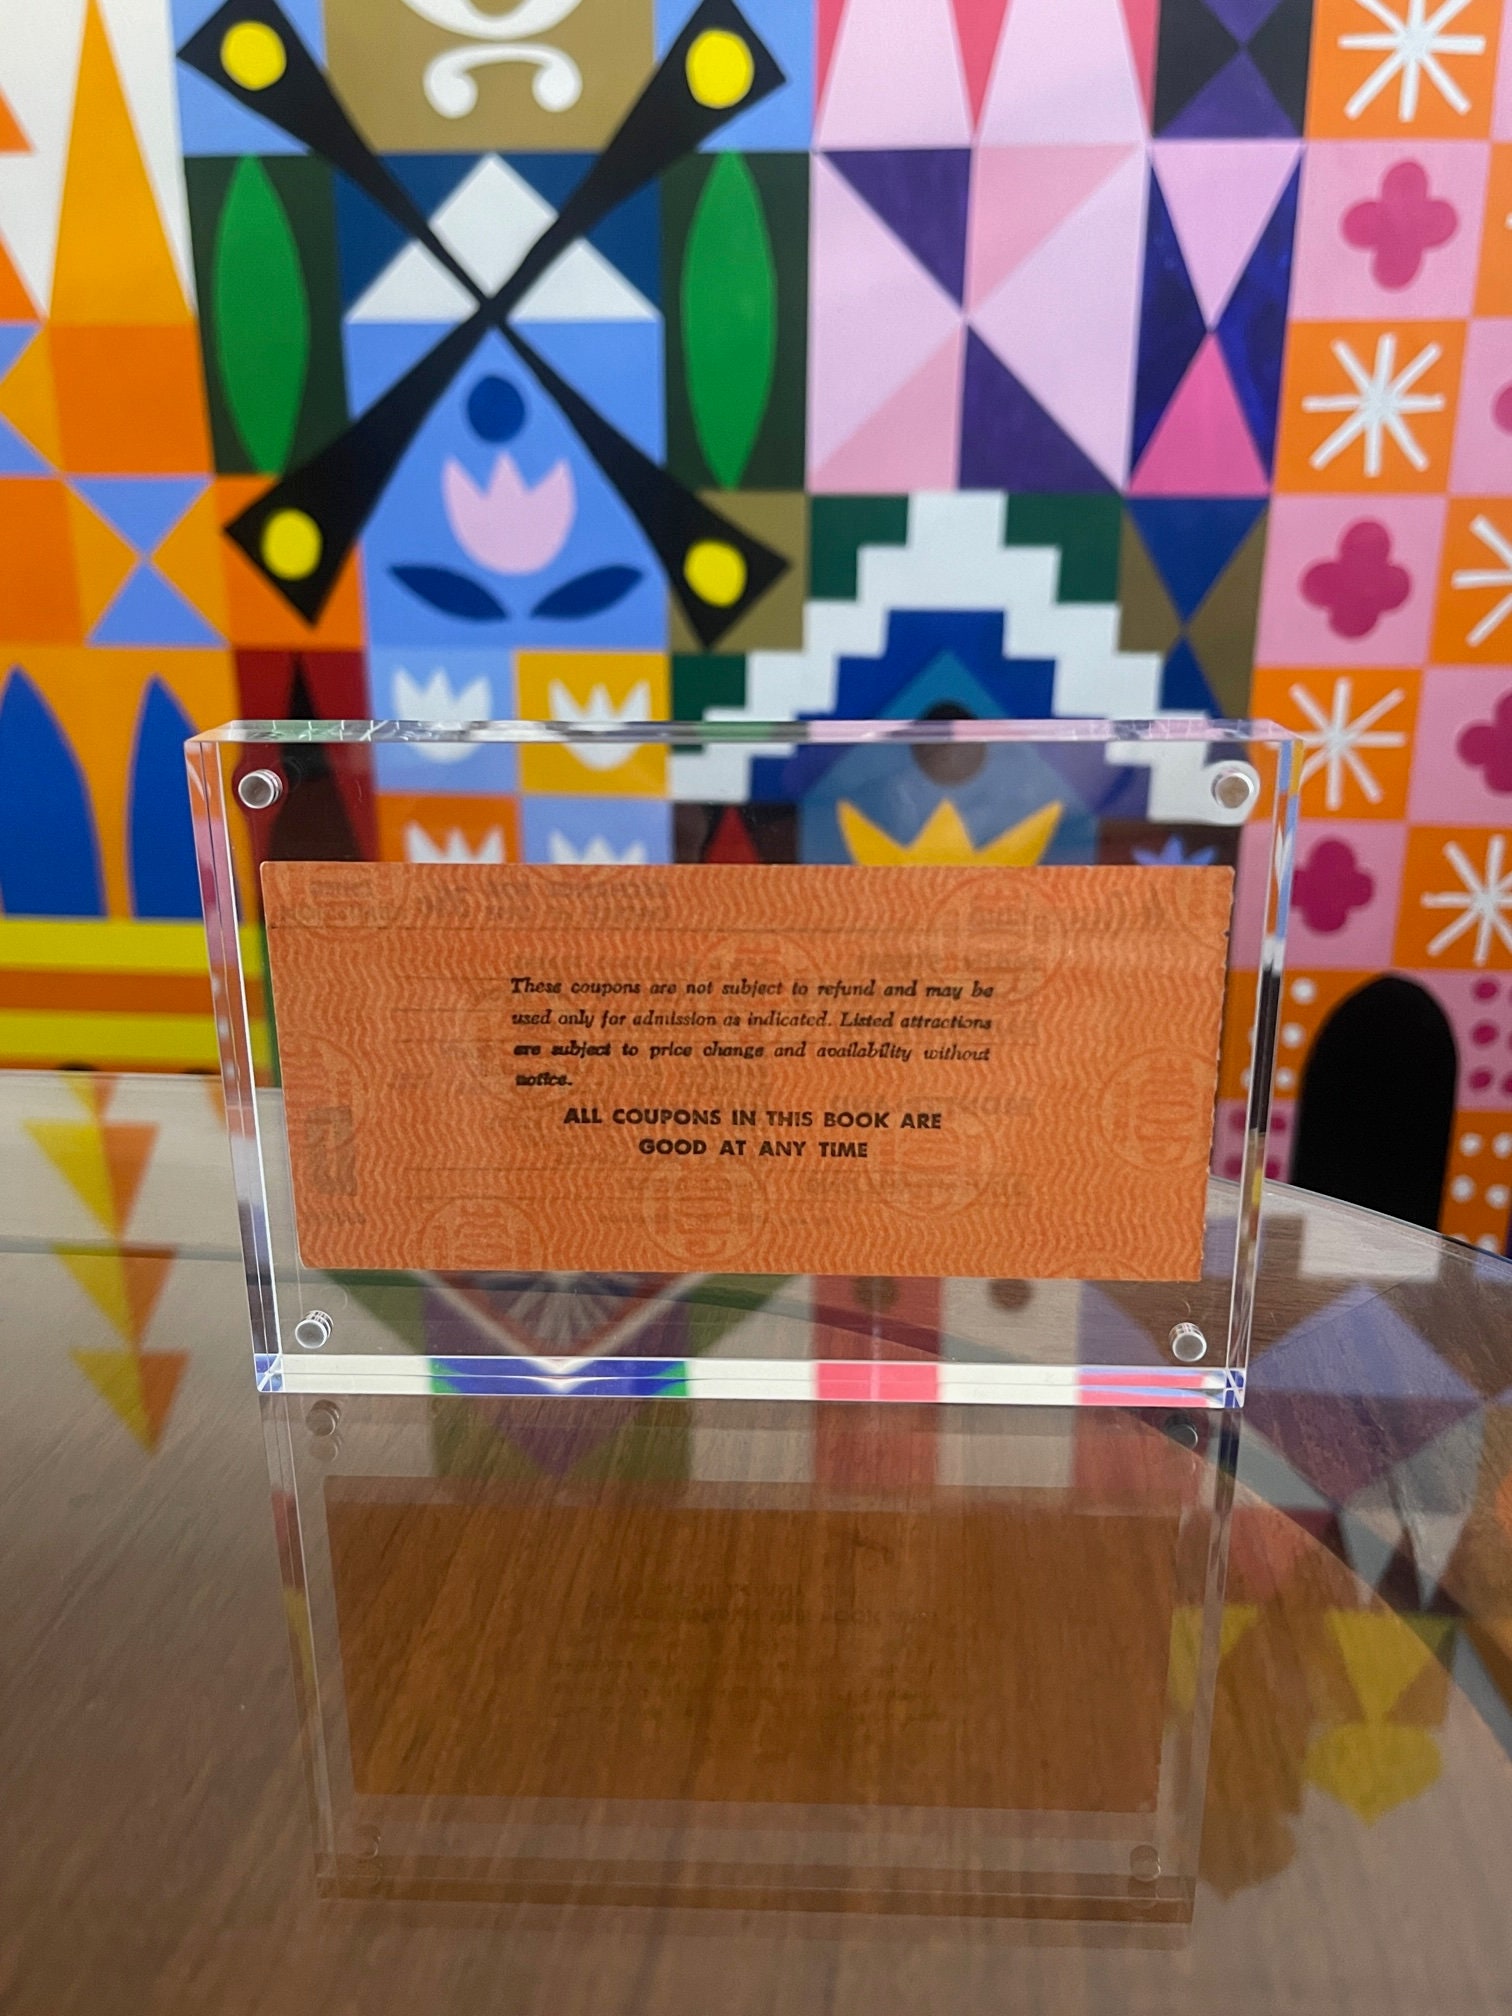 These coupons are not subject to refund and may be
used only for admission as indicated. Listed attractions
are subject to price change and availability without
notice.
ALL COUPONS IN THIS BOOK ARE
GOOD AT ANY TIME